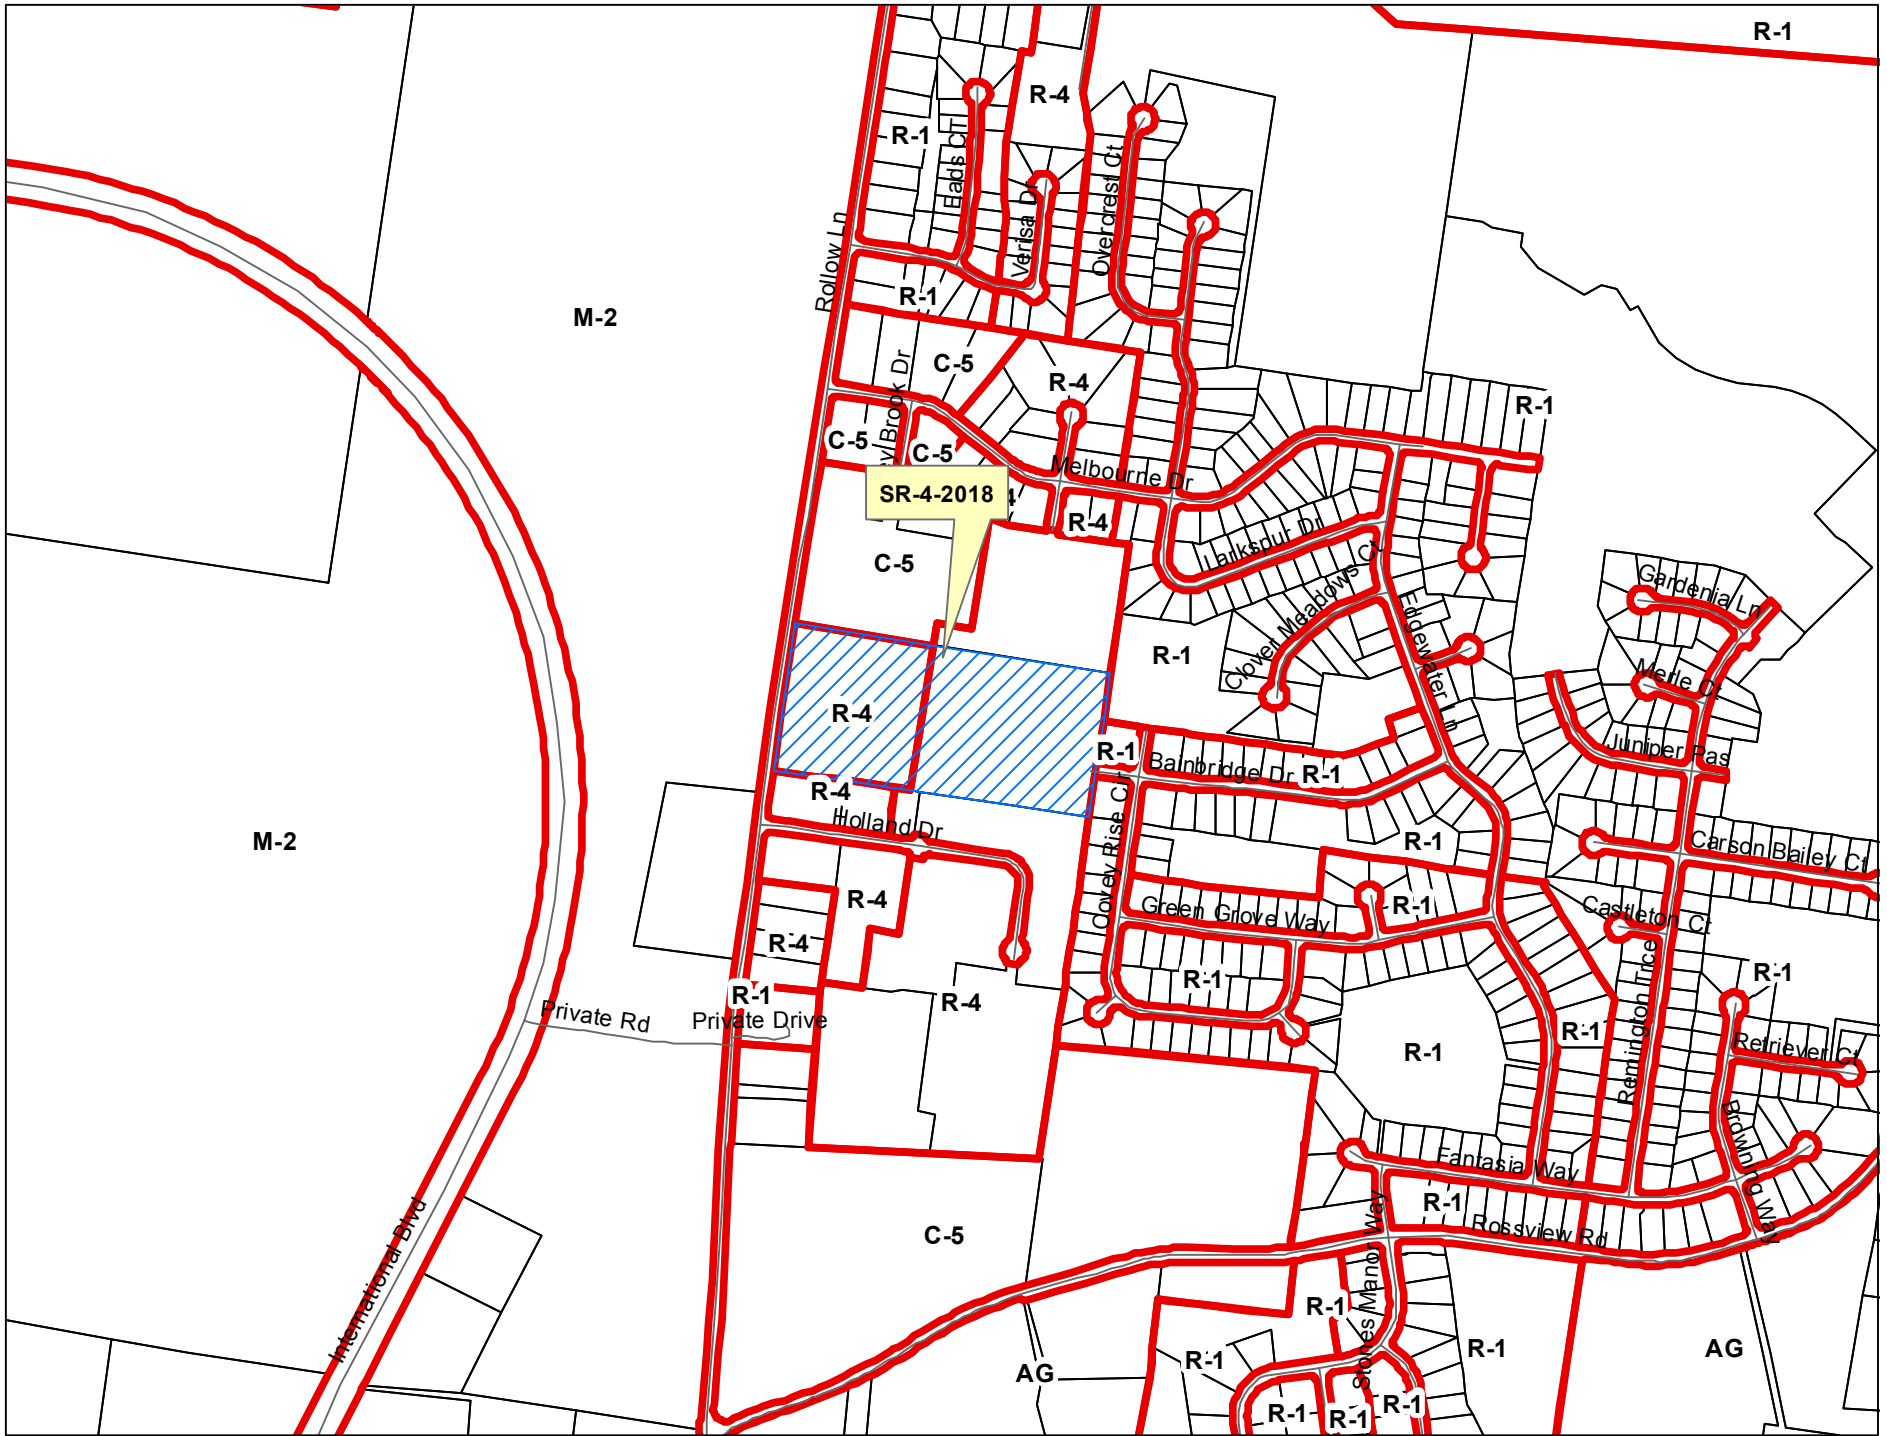 R-1
R-4
R-1
Eads CT
Overcrest Ct
Verisa Dr
Rollow Ln
R-1
M-2
C-5
R-4
R-1
Brook Dr
C-5
C-5
Melbourne Dr
SR-4-2018
R-4
Larkspur Dr
C-5
Clover Meadows Ct
Gardenia Ln
Edgewater Ln
R-1
Merle Ct
R-4
Juniper Pas
R-1
Bainbridge Dr
R-1
R-4
Holland Dr
M-2
R-1
Covey Rise Cir
Carson Bailey Ct
R-4
R-1
Green Grove Way
Castleton Ct
R-4
R-1
R-1
R-1
R-4
Private Rd
Private Drive
R-1
R-1
Remington Trce
Retriever Ct
Browning Way
Fantasia Way
R-1
C-5
Rossview Rd
International Blvd
Stones Manor Way
R-1
R-1
R-1
AG
AG
R-1
R-1
R-1